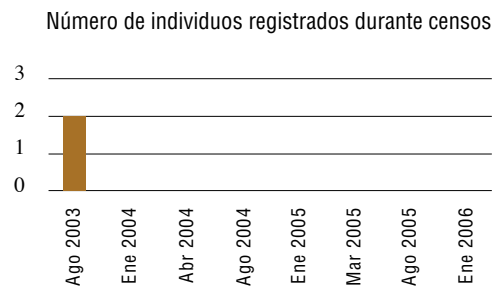 Número de individuos registrados durante censos
3
2
1
0
Ago 2003
Ene 2004
Abr 2004
Ago 2004
Ene 2005
Mar 2005
Ago 2005
Ene 2006